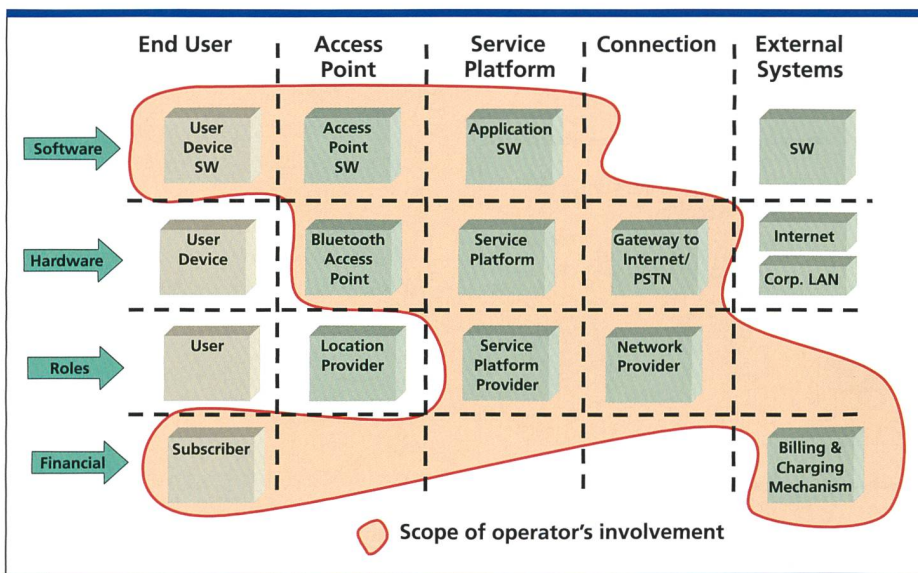 End User
Access
Point
Service
Platform
Connection
External
Systems
Software
User
Device
SW
Access
Point
SW
Application
SW
SW
Hardware
User
Device
Bluetooth
Access
Point
Service
Platform
Gateway to
Internet/
PSTN
Internet
Corp. LAN
Roles
User
Location
Provider
Service
Platform
Provider
Network
Provider
Financial
Subscriber
Billing &
Charging
Mechanism
Scope of operator's involvement